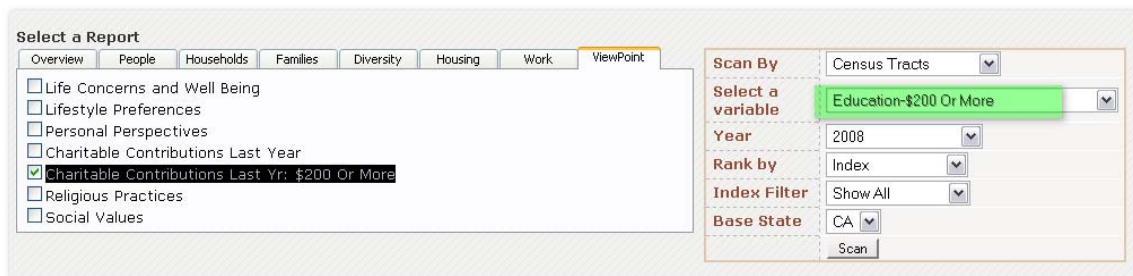 Select a Report
Overview People Households Families Diversity Housing Work ViewPoint
Life Concerns and Well Being
Lifestyle Preferences
Personal Perspectives
Charitable Contributions Last Year
Charitable Contributions Last Yr: $200 Or More
Religious Practices
Social Values
Scan By Census Tracts
Select a variable Education-$200 Or More
Year 2008
Rank by Index
Index Filter Show All
Base State CA
Scan